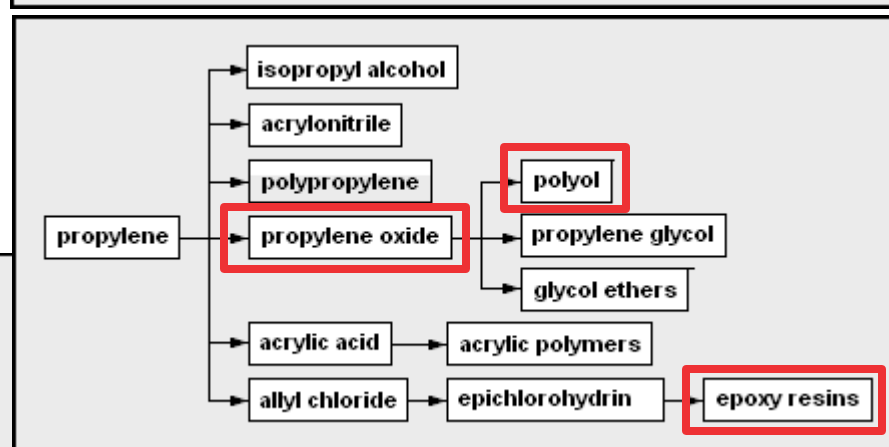 isopropyl alcohol
acrylonitrile
polypropylene
polyol
propylene
propylene oxide
propylene glycol
glycol ethers
acrylic acid
acrylic polymers
allyl chloride
epichlorohydrin
epoxy resins